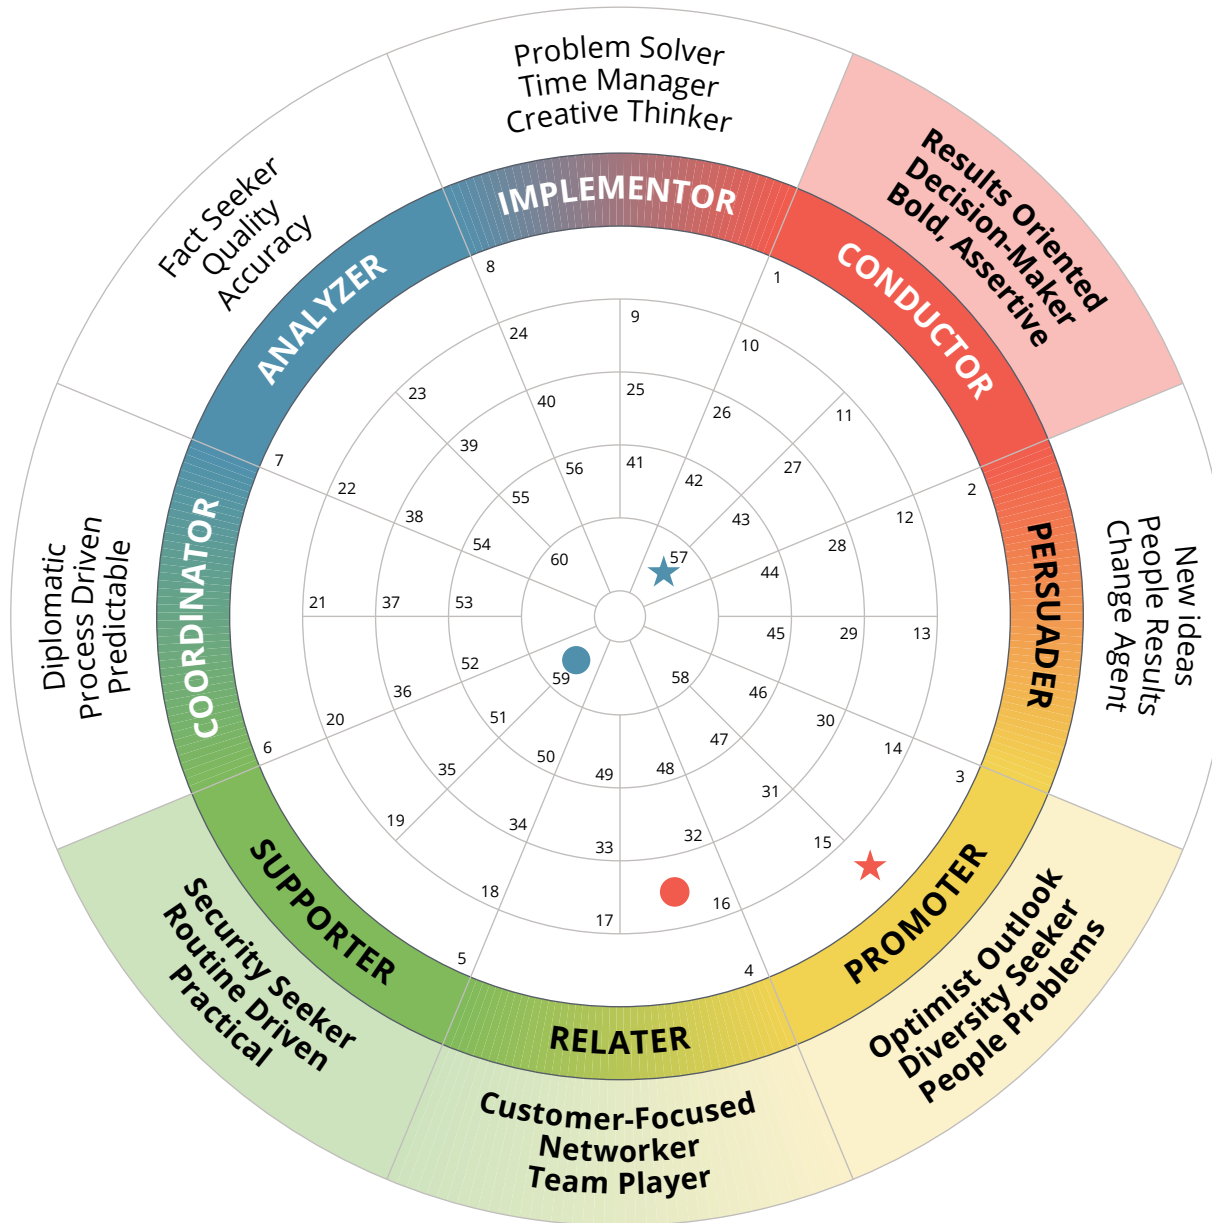 Problem Solver
Time Manager
Creative Thinker
IMPLEMENTOR
Results Oriented
Decision-Maker
Bold, Assertive
CONDUCTOR
New ideas
People Results
Change Agent
PERSUADER
Optimist Outlook
Diversity Seeker
People Problems
PROMOTER
RELATER
Customer-Focused
Networker
Team Player
SUPPORTER
Security Seeker
Routine Driven
Practical
COORDINATOR
Diplomatic
Process Driven
Predictable
ANALYZER
Fact Seeker
Quality
Accuracy
1
2
3
4
5
6
7
8
9
10
11
12
13
14
15
16
17
18
19
20
21
22
23
24
25
26
27
28
29
30
31
32
33
34
35
36
37
38
39
40
41
42
43
44
45
46
47
48
49
50
51
52
53
54
55
56
57
58
59
60